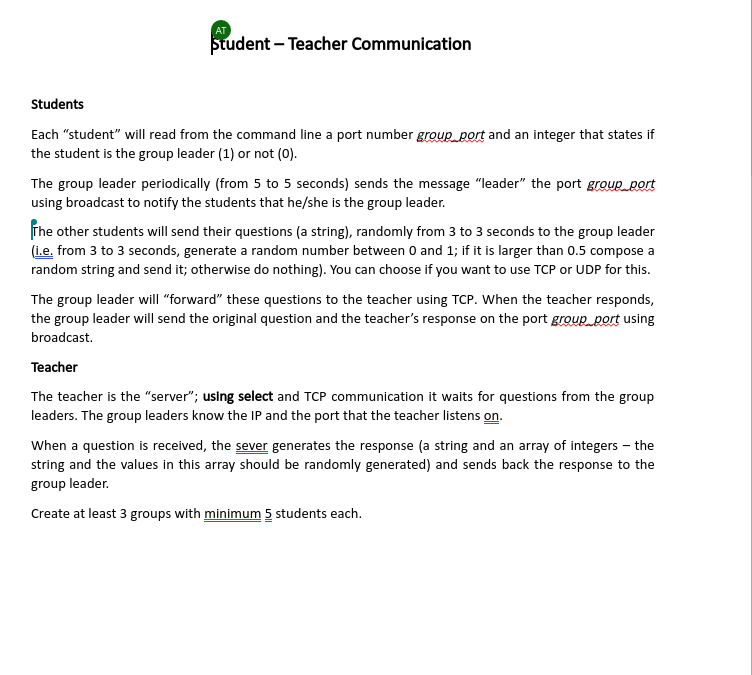 AT
Student – Teacher Communication
Students
Each “student” will read from the command line a port number group_port and an integer that states if
the student is the group leader (1) or not (0).
The group leader periodically (from 5 to 5 seconds) sends the message “leader” the port group_port
using broadcast to notify the students that he/she is the group leader.
The other students will send their questions (a string), randomly from 3 to 3 seconds to the group leader
(i.e. from 3 to 3 seconds, generate a random number between 0 and 1; if it is larger than 0.5 compose a
random string and send it; otherwise do nothing). You can choose if you want to use TCP or UDP for this.
The group leader will “forward” these questions to the teacher using TCP. When the teacher responds,
the group leader will send the original question and the teacher’s response on the port group_port using
broadcast.
Teacher
The teacher is the “server”; using select and TCP communication it waits for questions from the group
leaders. The group leaders know the IP and the port that the teacher listens on.
When a question is received, the sever generates the response (a string and an array of integers – the
string and the values in this array should be randomly generated) and sends back the response to the
group leader.
Create at least 3 groups with minimum 5 students each.